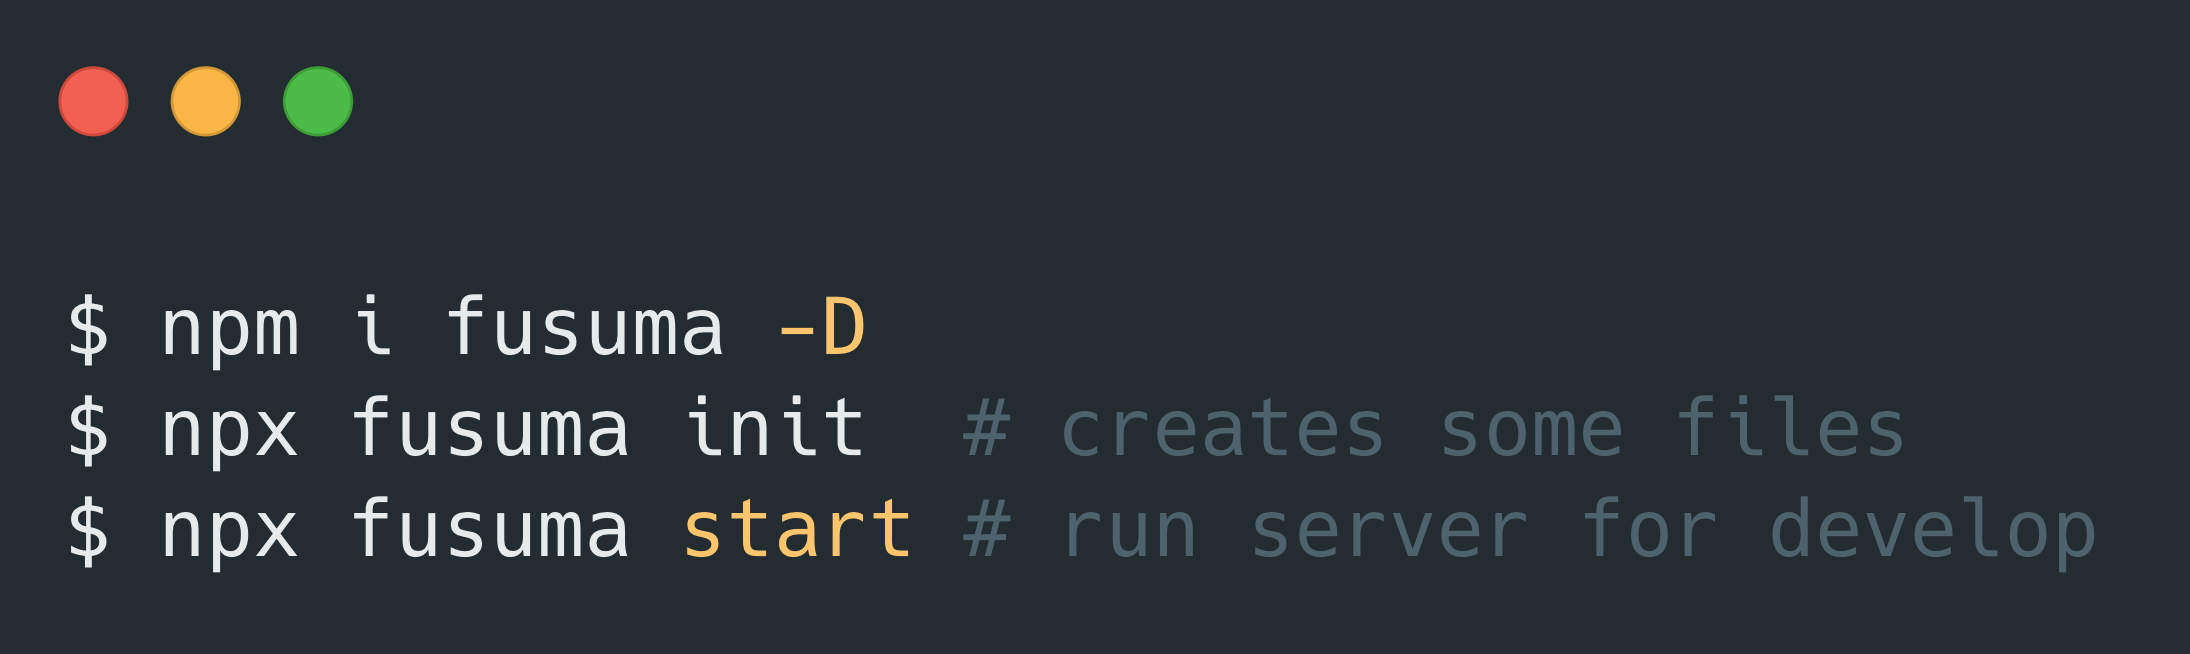 $ npm i fusuma -D
$ npx fusuma init  # creates some files
$ npx fusuma start # run server for develop